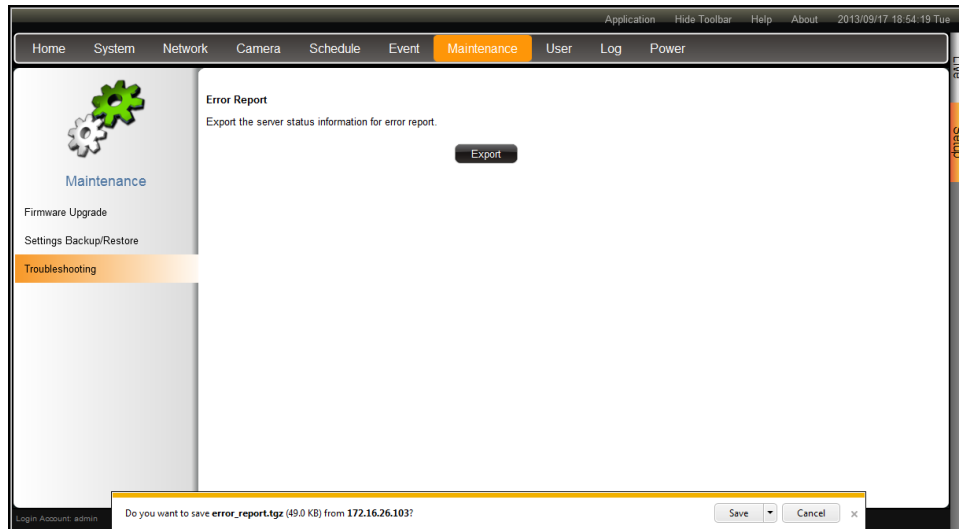 Application Hide Toolbar Help About 2013/09/17 18:54:19 Tue
Home System Network Camera Schedule Event Maintenance User Log Power
Live
Setup
Maintenance
Firmware Upgrade
Settings Backup/Restore
Troubleshooting
Error Report
Export the server status information for error report.
Export
Login Account: admin
Do you want to save error_report.tgz (49.0 KB) from 172.16.26.103?
Save Cancel ×